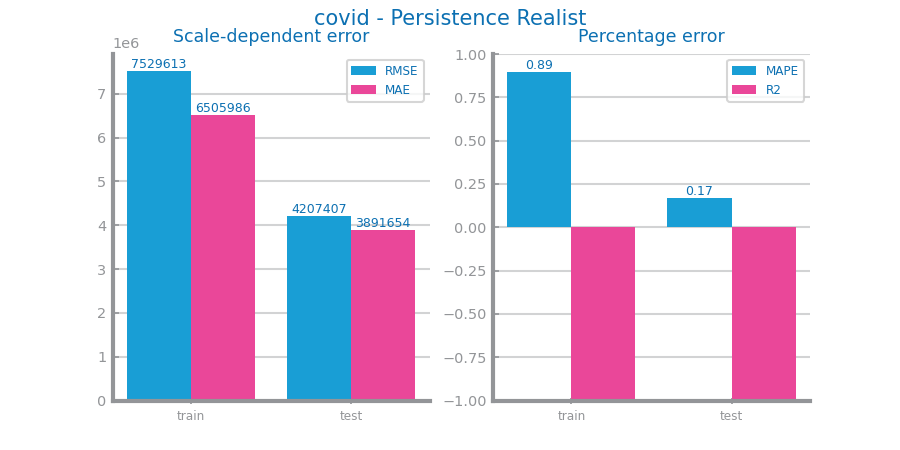 covid - Persistence Realist
Scale-dependent error
1e6
7529613
6505986
4207407
3891654
RMSE
MAE
7
6
5
4
3
2
1
0
train
test
Percentage error
0.89
0.17
MAPE
R2
1.00
0.75
0.50
0.25
0.00
−0.25
−0.50
−0.75
−1.00
train
test